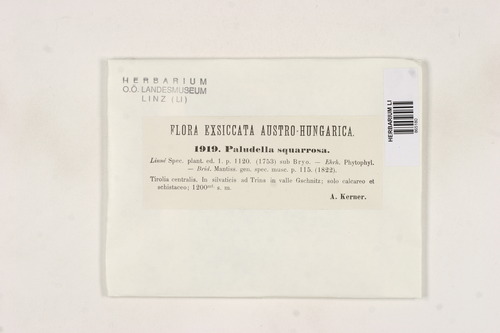 HERBARIUM
O.Ö. LANDESMUSEUM
LINZ (LI)
HERBARIUM LI
FLORA EXSICCATA AUSTRO-HUNGARICA.
1919. Paludella squarrosa.
Linné Spec. plant. ed. 1. p. 1120. (1753) sub Bryo. — Ehrh. Phytophyl.
— Brid. Mantiss. gen. spec. musc. p. 115. (1822).
Tirolia centralis. In silvaticis ad Trins in valle Gschnitz; solo calcareo et
schistaceo; 1200 s. m.
A. Kerner.